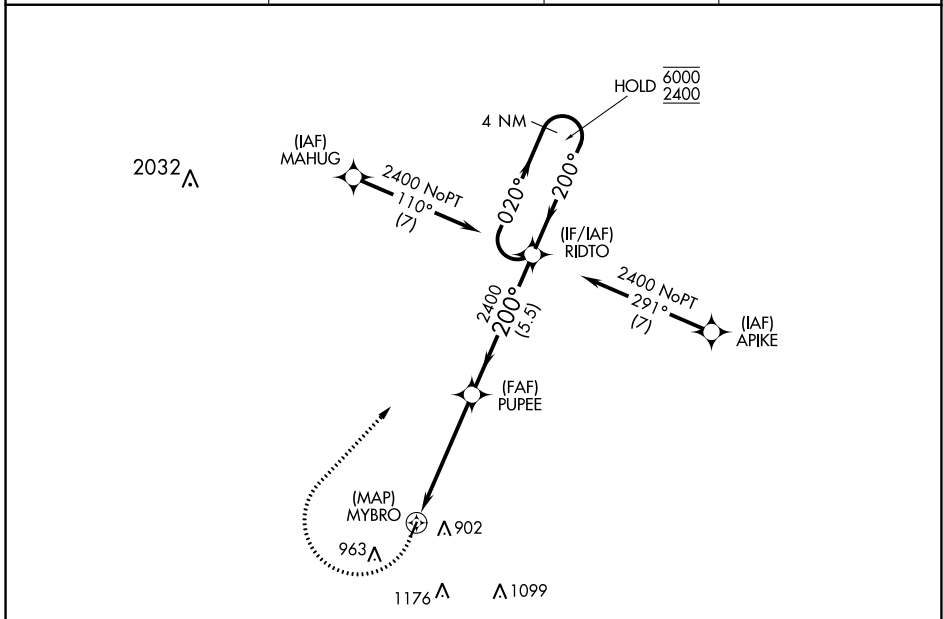 HOLD 6000
2400
4 NM
(IAF)
MAHUG
2032
2400 NoPT
110°
(7)
020°
200°
(IF/IAF)
RIDTO
2400 NoPT
291°
(7)
(IAF)
APIKE
2400
200°
(5.5)
(FAF)
PUPEE
(MAP)
MYBRO
902
963
1176
1099